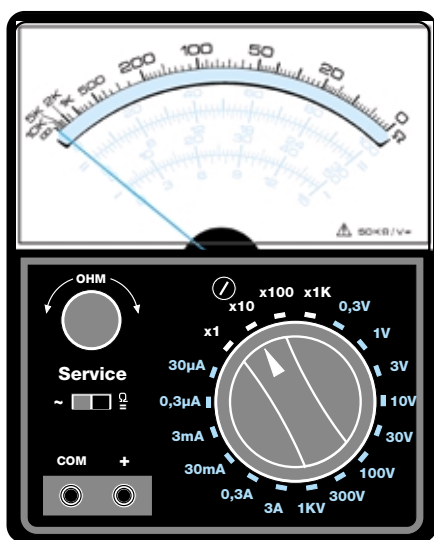 ∞ 10K 5K 2K 1K 500 200 100 50 20 0 Ω
50KΩ/V=
OHM
x1 x10 x100 x1K 0,3V
1V
3V
10V
30V
100V
300V
1KV
3A
0,3A
30mA
3mA
0,3µA
30µA
Service
~ Ω
COM +